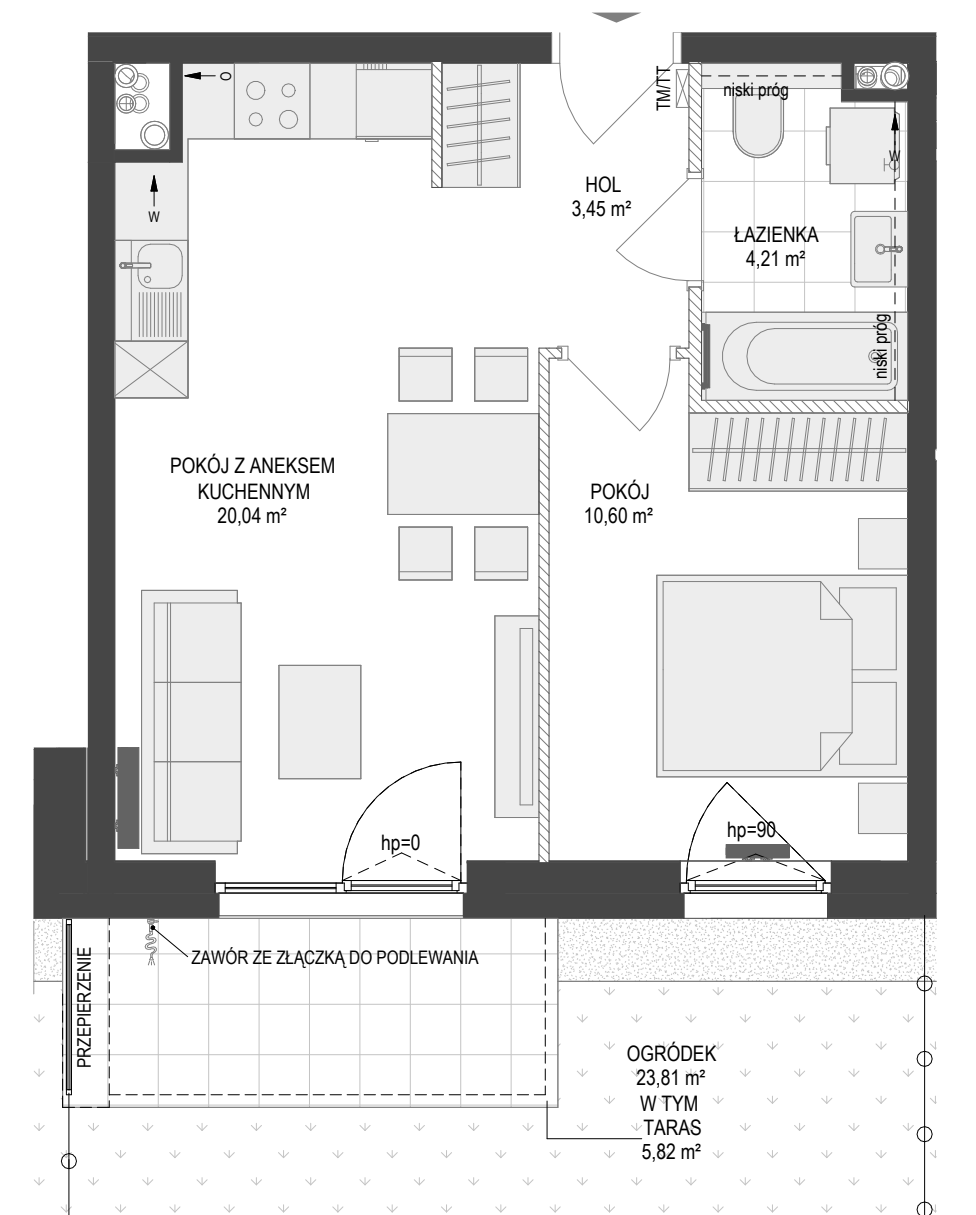 O
TM/TT
niski próg
W
W
HOL
3,45 m²
ŁAZIENKA
4,21 m²
niski próg
POKÓJ Z ANEKSEM
KUCHENNYM
20,04 m²
POKÓJ
10,60 m²
hp=0
hp=90
PRZEPIERZENIE
ZAWÓR ZE ZŁĄCZKĄ DO PODLEWANIA
OGRÓDEK
23,81 m²
W TYM
TARAS
5,82 m²